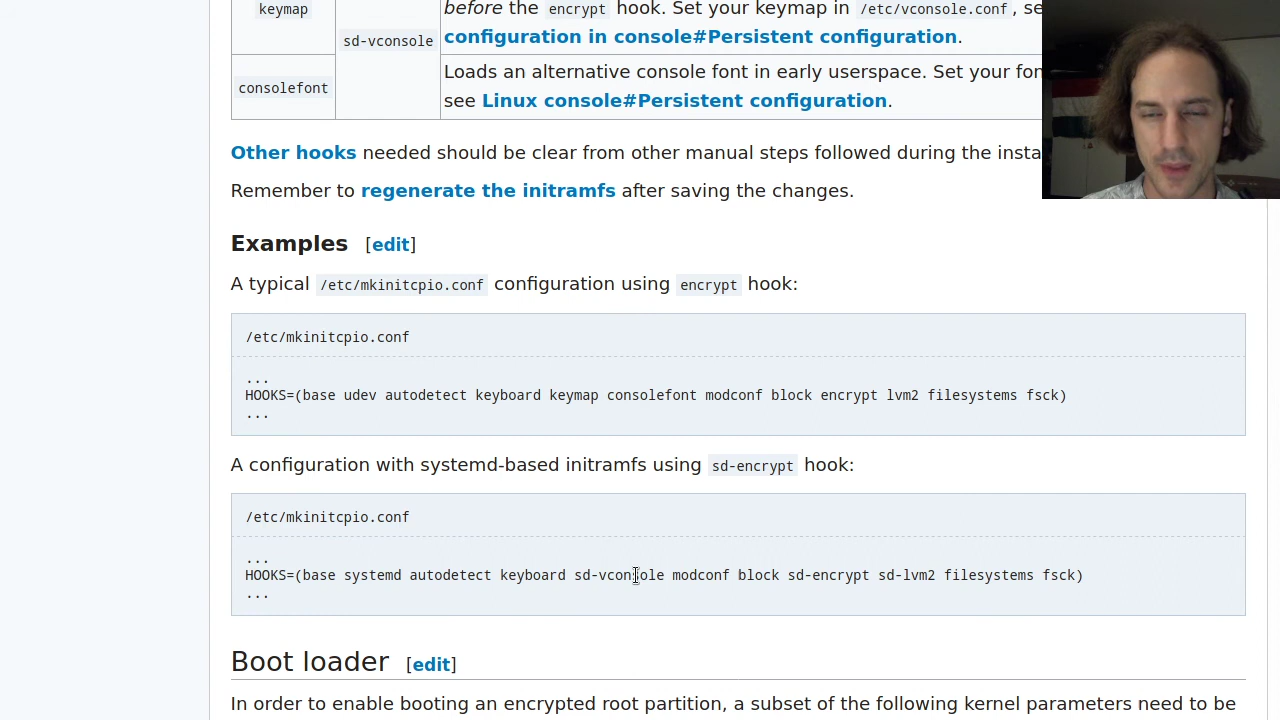 keymap
before the encrypt hook. Set your keymap in /etc/vconsole.conf, se
sd-vconsole
configuration in console#Persistent configuration.
Loads an alternative console font in early userspace. Set your fon
consolefont
see Linux console#Persistent configuration.
Other hooks needed should be clear from other manual steps followed during the insta
Remember to regenerate the initramfs after saving the changes.
Examples [edit]
A typical /etc/mkinitcpio.conf configuration using encrypt hook:
/etc/mkinitcpio.conf
...
HOOKS=(base udev autodetect keyboard keymap consolefont modconf block encrypt lvm2 filesystems fsck)
...
A configuration with systemd-based initramfs using sd-encrypt hook:
/etc/mkinitcpio.conf
...
HOOKS=(base systemd autodetect keyboard sd-vconsole modconf block sd-encrypt sd-lvm2 filesystems fsck)
...
Boot loader [edit]
In order to enable booting an encrypted root partition, a subset of the following kernel parameters need to be